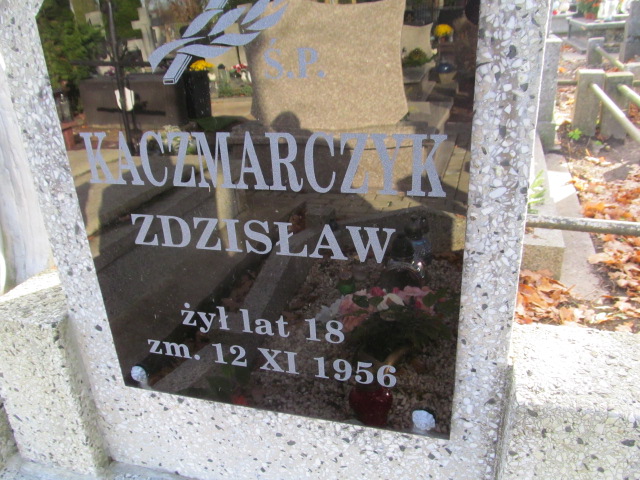 Ś.P.
KACZMARCZYK
ZDZISŁAW
żył lat 18
zm. 12 XI 1956